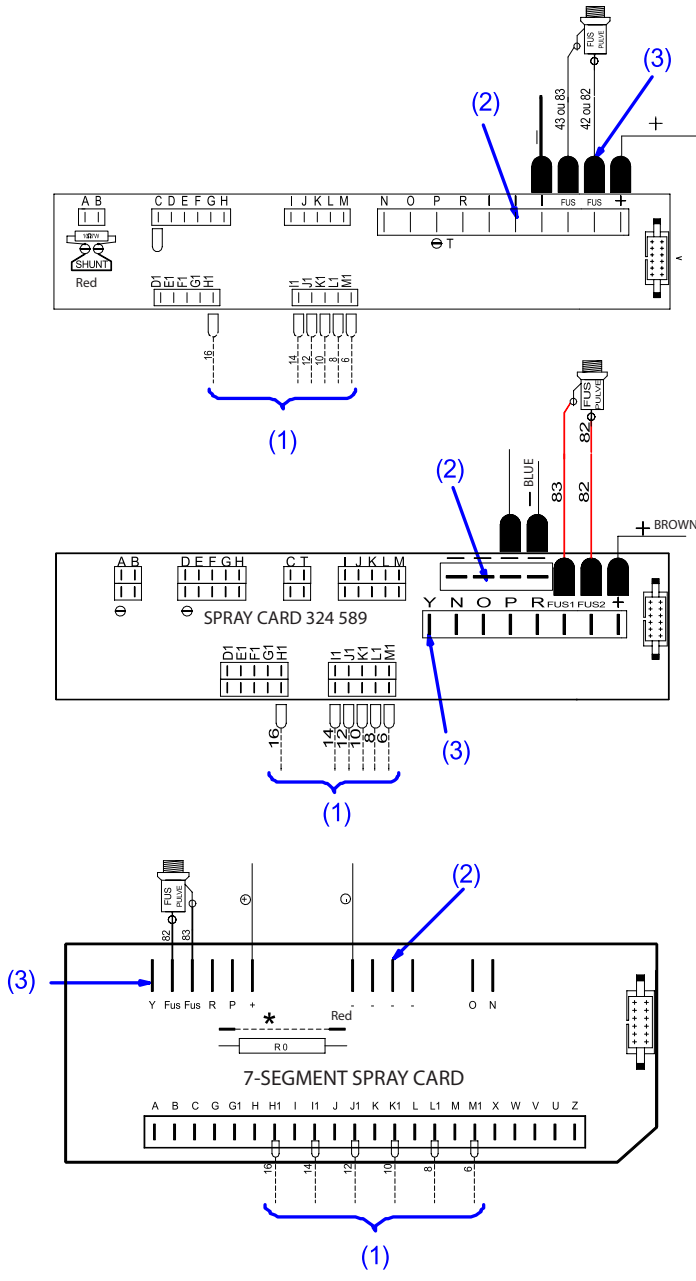 FUS
PULVE
43 ou 83
42 ou 82
(3)
(2)
+
A B
C D E F G H
I J K L M
N O P R I I I FUS FUS +
10Ω7W
SHUNT
Red
T
D1 E1 F1 G1 H1
I1 J1 K1 L1 M1
A
16
14 12 10 8 6
(1)
FUS
PULVE
82
83
82
(2)
− BLUE
+ BROWN
A B
D E F G H
C T
I J K L M
SPRAY CARD 324 589
Y N O P R FUS1 FUS2 +
D1 E1 F1 G1 H1
I1 J1 K1 L1 M1
(3)
16
14 12 10 8 6
(1)
FUS
PULVE
82
83
+
-
(2)
(3)
Y Fus Fus R P +
- - - -
O N
*
Red
R 0
7-SEGMENT SPRAY CARD
A B C G G1 H H1 I I1 J J1 K K1 L L1 M M1 X W V U Z
16 14 12 10 8 6
(1)